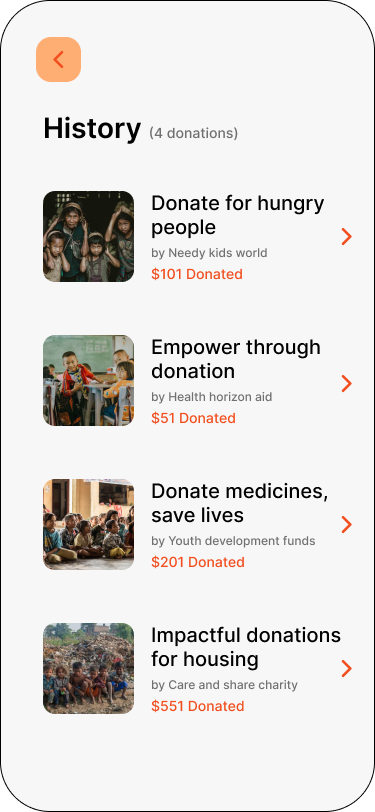 History (4 donations)
Donate for hungry
people
by Needy kids world
$101 Donated
Empower through
donation
by Health horizon aid
$51 Donated
Donate medicines,
save lives
by Youth development funds
$201 Donated
Impactful donations
for housing
by Care and share charity
$551 Donated